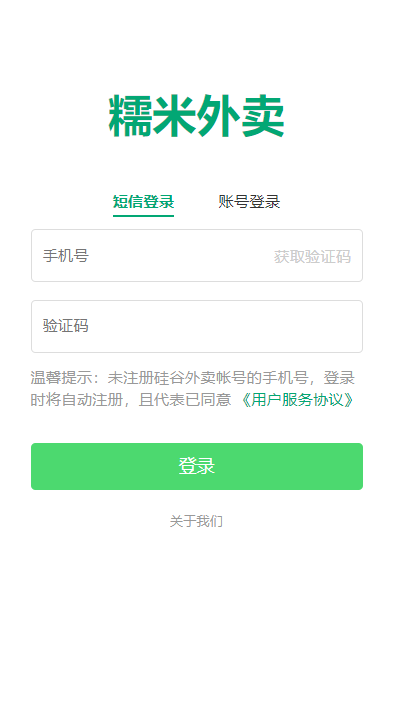 糯米外卖
短信登录 账号登录
手机号 获取验证码
验证码
温馨提示：未注册硅谷外卖帐号的手机号，登录
时将自动注册，且代表已同意 《用户服务协议》
登录
关于我们